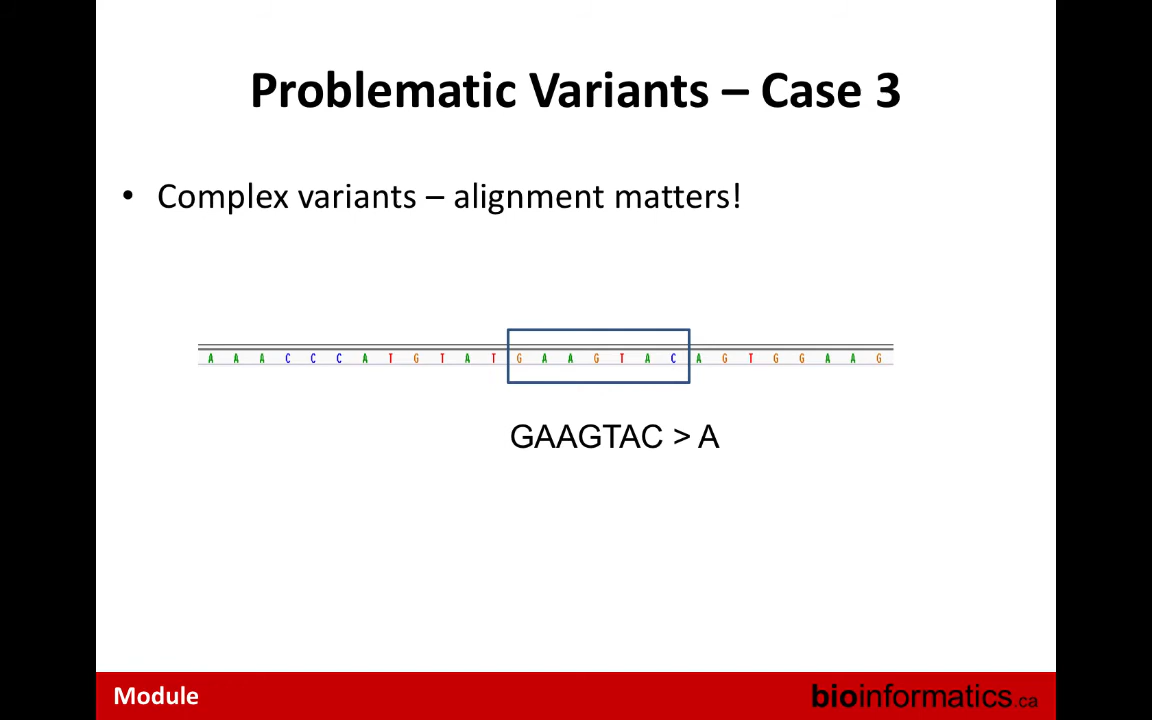 Problematic Variants – Case 3
• Complex variants – alignment matters!
A A A C C C A T G T A T G A A G T A C A G T G G A A G
GAAGTAC > A
Module
bioinformatics.ca